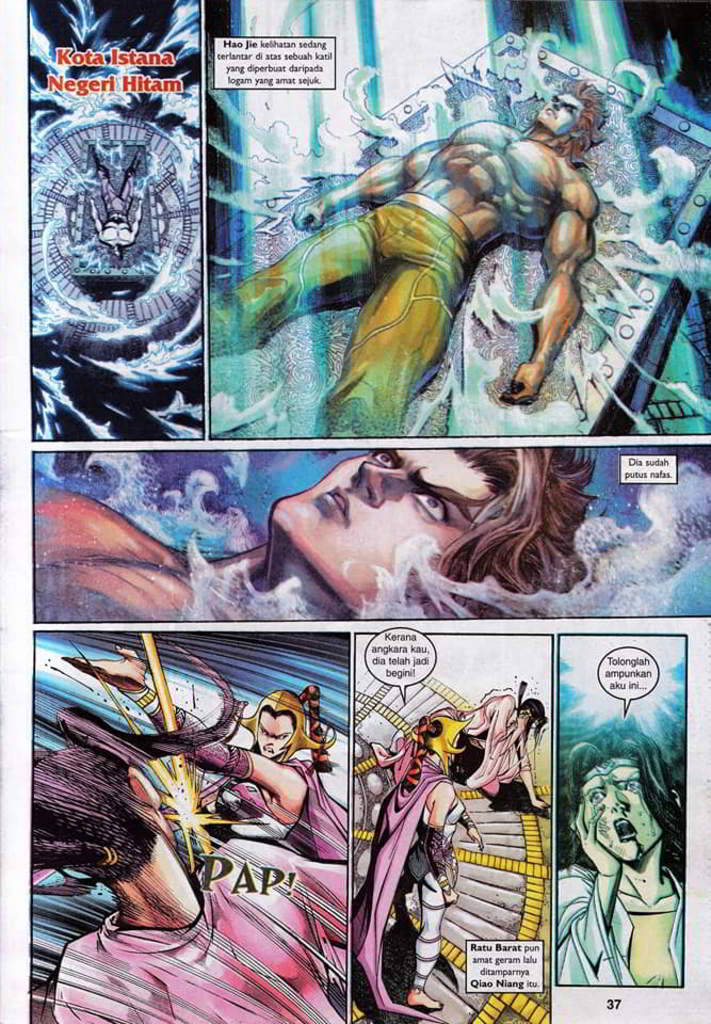 Kota Istana
Negeri Hitam
Hao Jie kelihatan sedang
terlantar di atas sebuah katil
yang diperbuat daripada
logam yang amat sejuk.
Dia sudah
putus nafas.
PAP!
Kerana
angkara kau,
dia telah jadi
begini!
Ratu Barat pun
amat geram lalu
ditamparnya
Qiao Niang itu.
Tolonglah
ampunkan
aku ini...
37